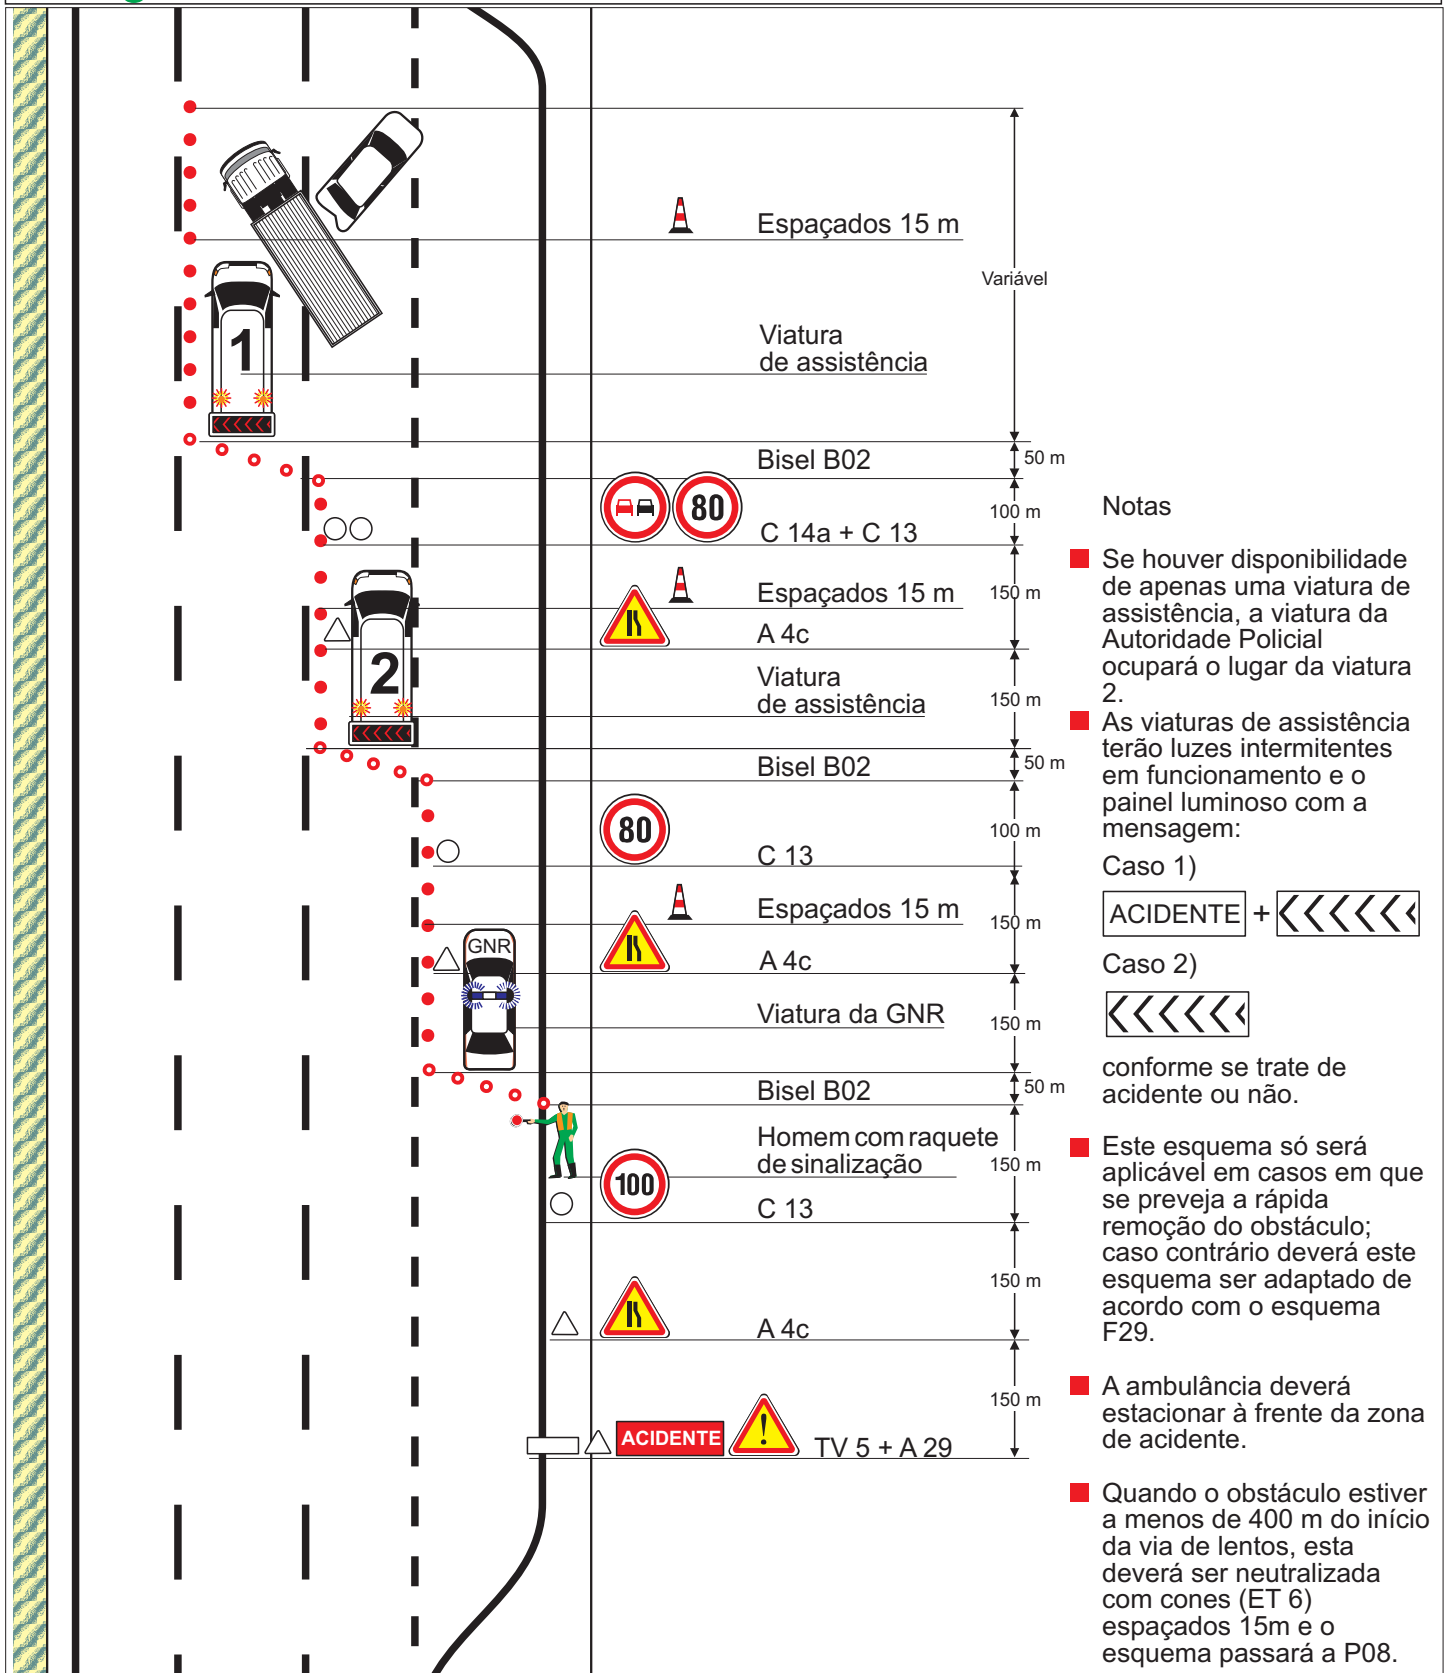 Espaçados 15 m
Variável
1
Viatura
de assistência
Bisel B02
50 m
80
100 m
C 14a + C 13
Espaçados 15 m
150 m
A 4c
2
Viatura
de assistência
150 m
Bisel B02
50 m
80
100 m
C 13
Espaçados 15 m
150 m
GNR
A 4c
Viatura da GNR
150 m
Bisel B02
50 m
Homem com raquete
de sinalização
150 m
100
C 13
150 m
A 4c
150 m
ACIDENTE
!
TV 5 + A 29
Notas
Se houver disponibilidade
de apenas uma viatura de
assistência, a viatura da
Autoridade Policial
ocupará o lugar da viatura
2.
As viaturas de assistência
terão luzes intermitentes
em funcionamento e o
painel luminoso com a
mensagem:
Caso 1)
ACIDENTE +
Caso 2)
conforme se trate de
acidente ou não.
Este esquema só será
aplicável em casos em que
se preveja a rápida
remoção do obstáculo;
caso contrário deverá este
esquema ser adaptado de
acordo com o esquema
F29.
A ambulância deverá
estacionar à frente da zona
de acidente.
Quando o obstáculo estiver
a menos de 400 m do início
da via de lentos, esta
deverá ser neutralizada
com cones (ET 6)
espaçados 15m e o
esquema passará a P08.